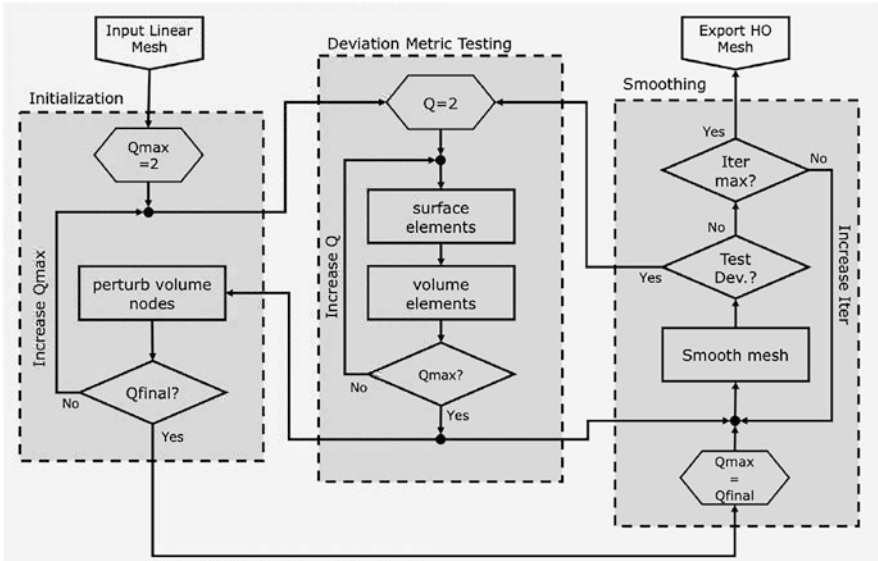 Input Linear
Mesh
Initialization
Qmax
=2
Increase Qmax
perturb volume
nodes
Qfinal?
No
Yes
Deviation Metric Testing
Q=2
Increase Q
surface
elements
volume
elements
Qmax?
No
Yes
Export HO
Mesh
Smoothing
Yes
Iter
max?
No
No
Test
Dev.?
Yes
Increase Iter
Smooth mesh
Qmax
=
Qfinal